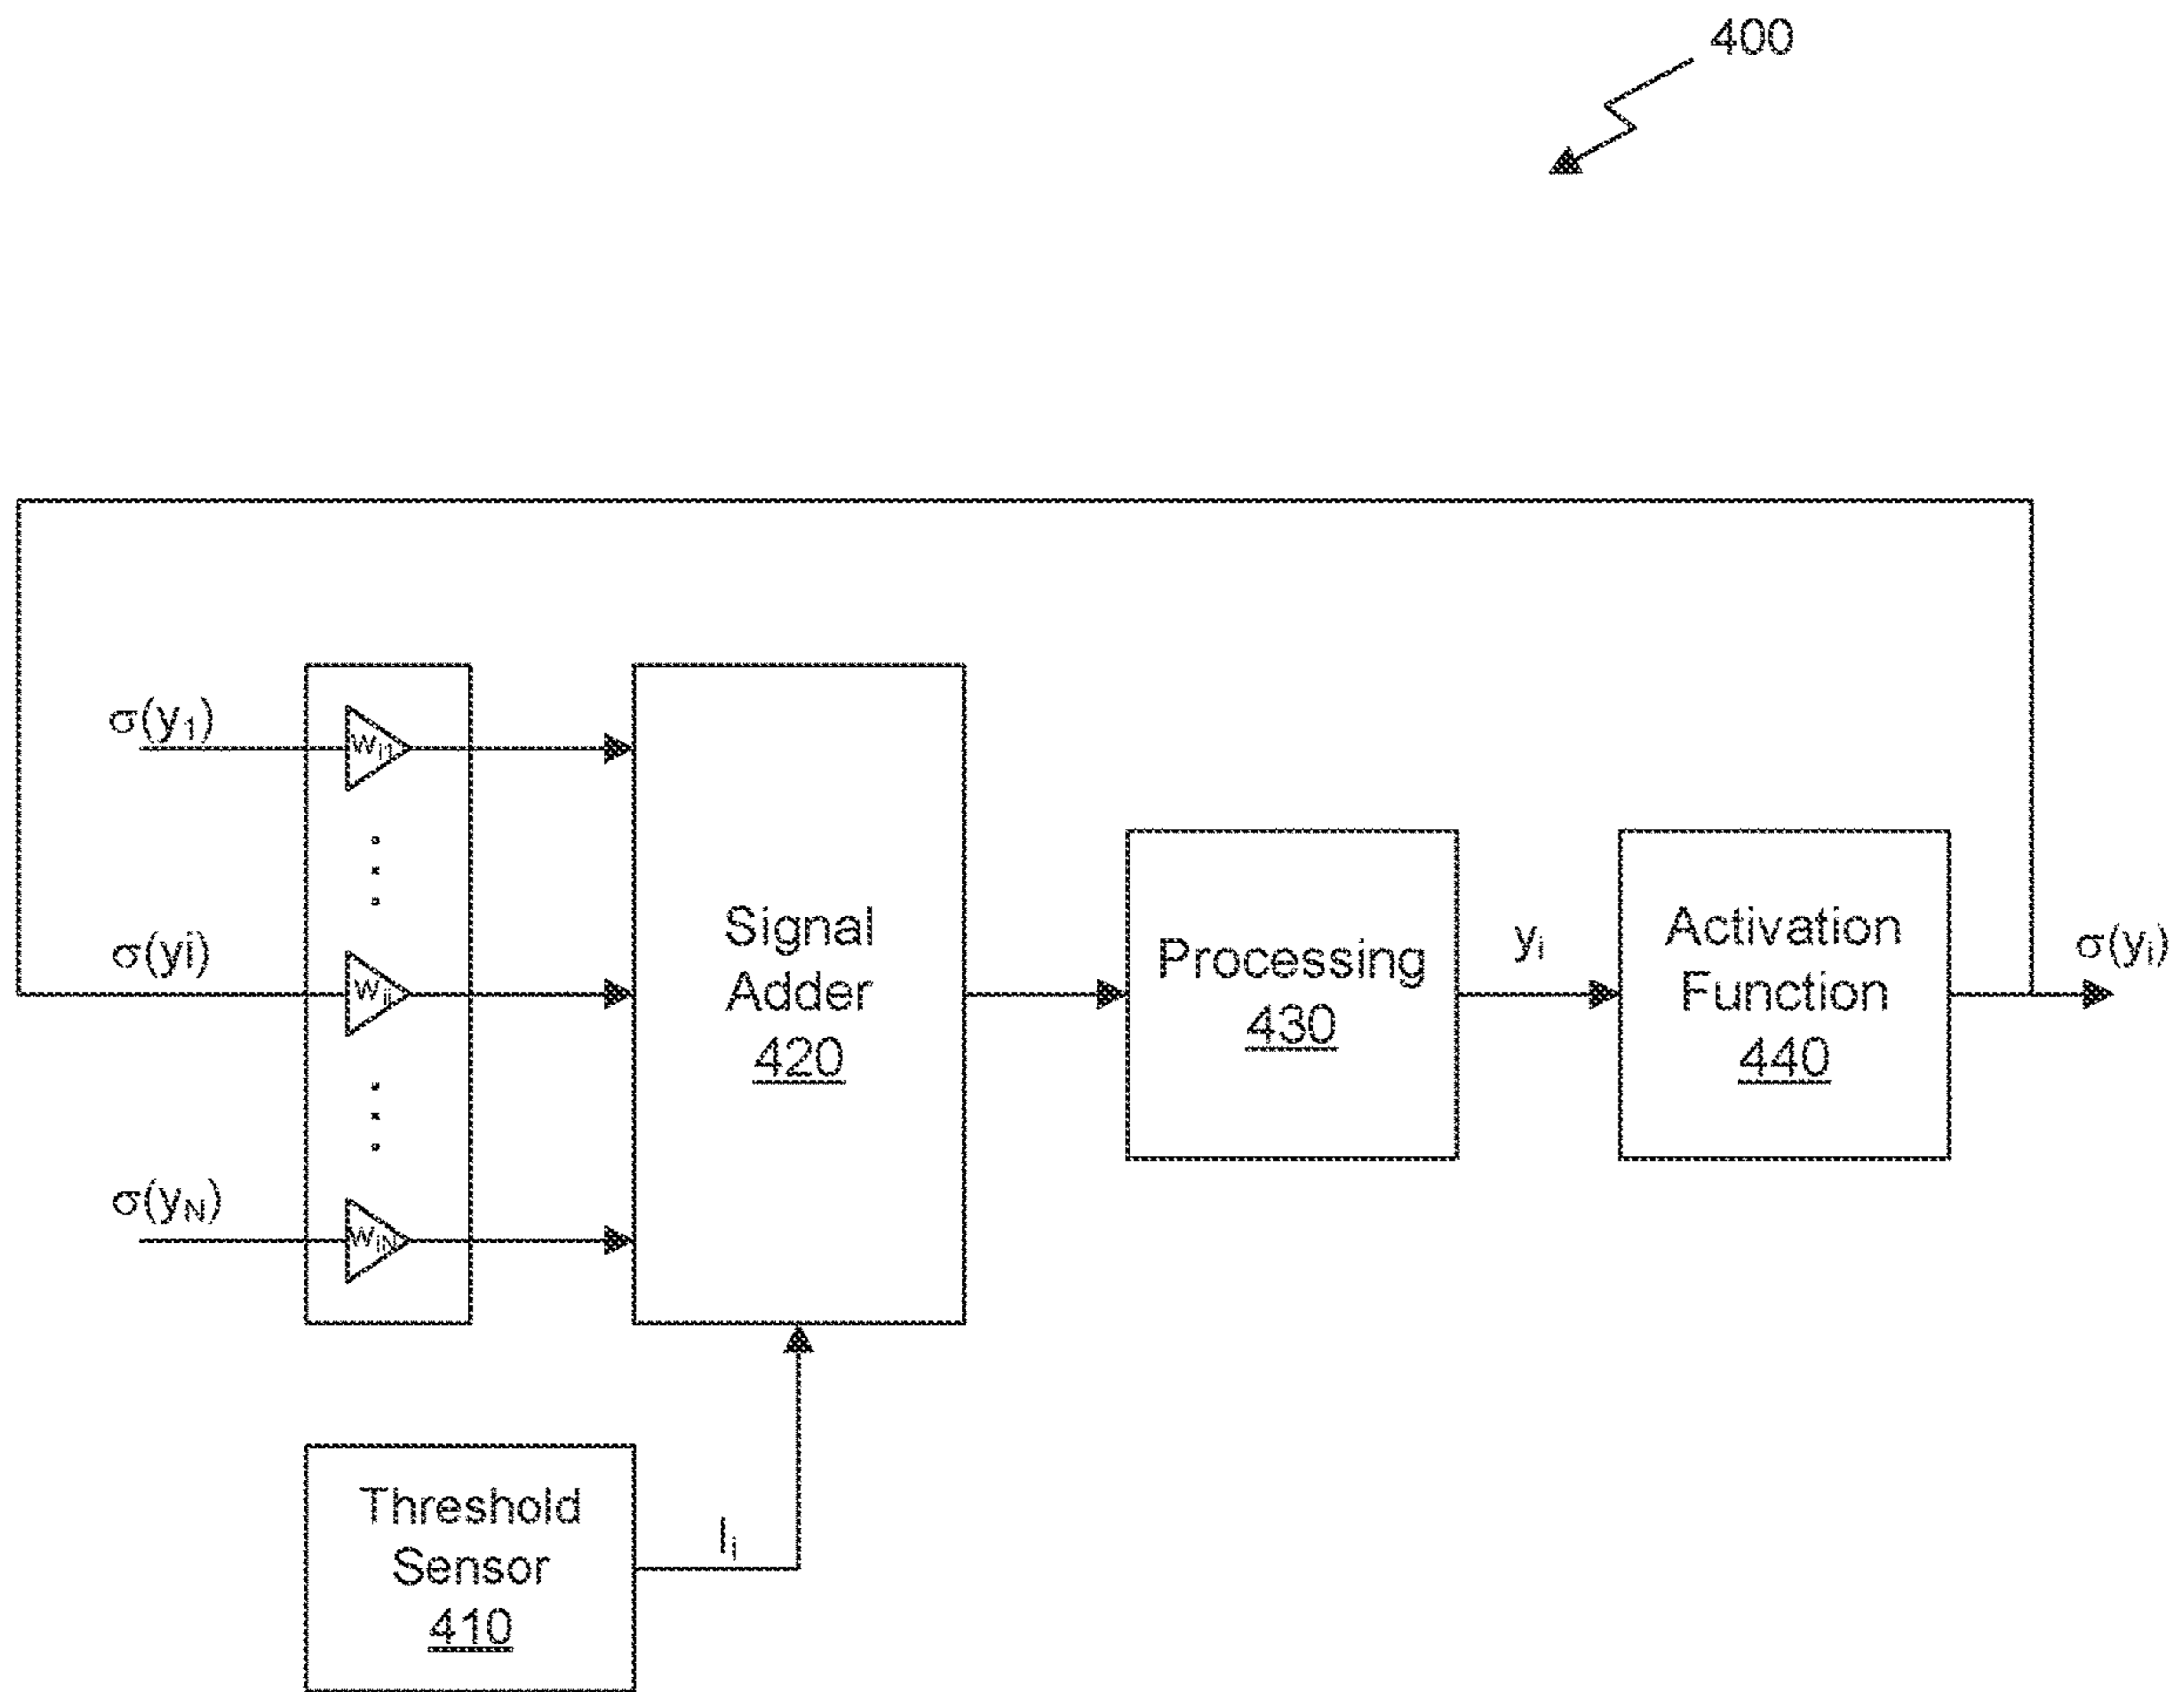 400
σ(y₁)
wᵢ₁
σ(yi)
wᵢᵢ
σ(y_N)
wᵢN
Signal
Adder
420
Processing
430
yᵢ
Activation
Function
440
σ(yᵢ)
Threshold
Sensor
410
Iᵢ